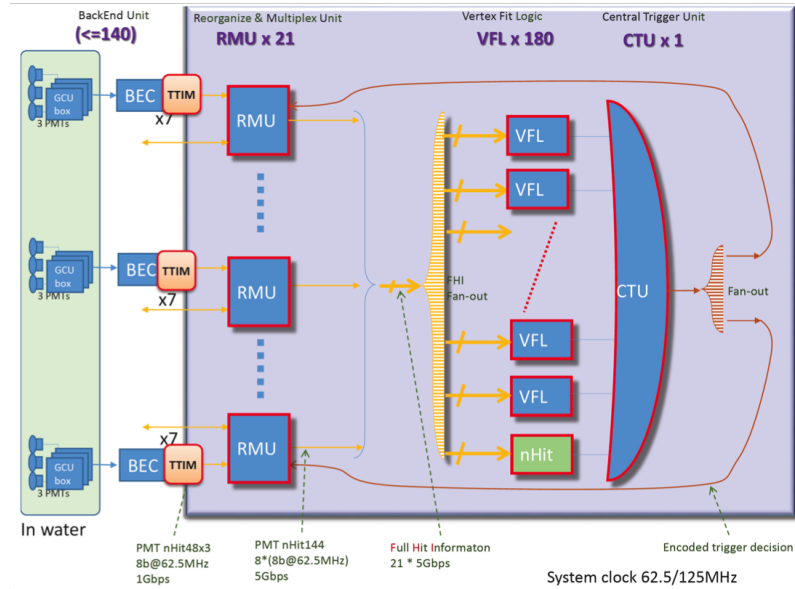 BackEnd Unit
(<=140)
Reorganize & Multiplex Unit
RMU x 21
Vertex Fit Logic
VFL x 180
Central Trigger Unit
CTU x 1
GCU
box
3 PMTs
BEC
TTIM
x7
RMU
VFL
VFL
GCU
box
3 PMTs
BEC
TTIM
x7
RMU
FHI
Fan-out
CTU
Fan-out
VFL
VFL
nHit
GCU
box
3 PMTs
x7
BEC
TTIM
RMU
In water
PMT nHit48x3
8b@62.5MHz
1Gbps
PMT nHit144
8*(8b@62.5MHz)
5Gbps
Full Hit Informaton
21 * 5Gbps
Encoded trigger decision
System clock 62.5/125MHz